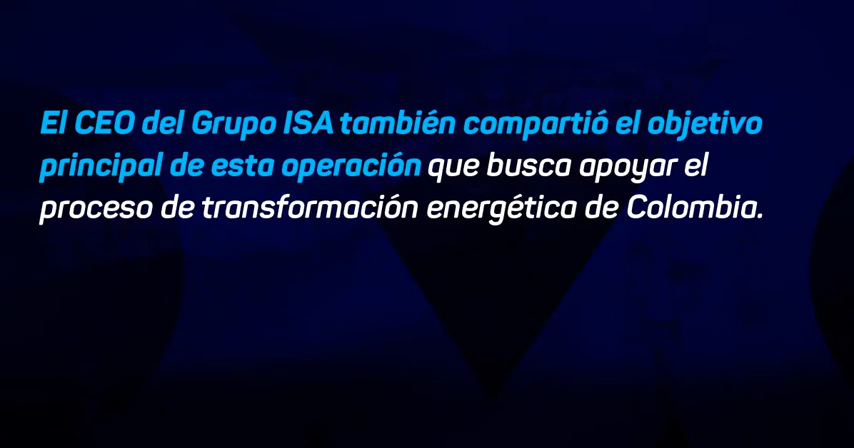 El CEO del Grupo ISA también compartió el objetivo
principal de esta operación que busca apoyar el
proceso de transformación energética de Colombia.